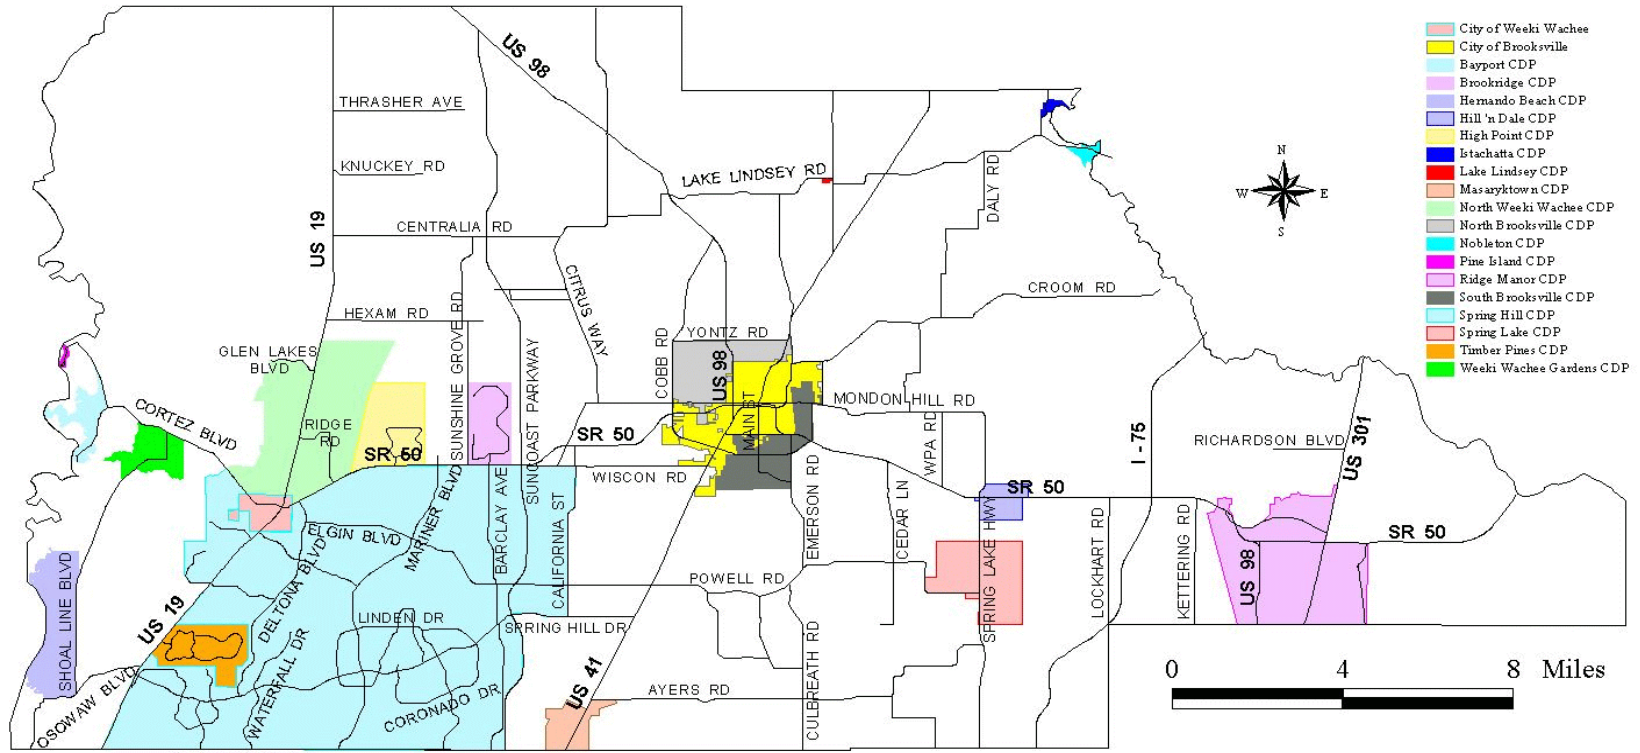 US 98
THRASHER AVE
KNUCKEY RD
LAKE LINDSEY RD
DALY RD
US 19
CENTRALIA RD
CITRUS WAY
CROOM RD
HEXAM RD
SUNSHINE GROVE RD
SUNCOAST PARKWAY
GLEN LAKES
BLVD
COBB RD
YONTZ RD
US 98
MAIN ST
MONDON HILL RD
CORTEZ BLVD
RIDGE
RD
SR 50
SR 50
WISCON RD
WPA RD
I - 75
RICHARDSON BLVD
US 301
SR 50
SR 50
ELGIN BLVD
MARINER BLVD
BARCLAY AVE
CALIFORNIA ST
EMERSON RD
CEDAR LN
SPRING LAKE HWY
LOCKHART RD
KETTERING RD
US 98
POWELL RD
SHOAL LINE BLVD
US 19
DELTONA BLVD
LINDEN DR
SPRING HILL DR
WATERFALL DR
CORONADO DR
OSOWAW BLVD
US 41
AYERS RD
CULBREATH RD
City of Weeki Wachee
City of Brooksville
Bayport CDP
Brookridge CDP
Hernando Beach CDP
Hill 'n Dale CDP
High Point CDP
Istachatta CDP
Lake Lindsey CDP
Masaryktown CDP
North Weeki Wachee CDP
North Brooksville CDP
Nobleton CDP
Pine Island CDP
Ridge Manor CDP
South Brooksville CDP
Spring Hill CDP
Spring Lake CDP
Timber Pines CDP
Weeki Wachee Gardens CDP
N
W E
S
0 4 8 Miles